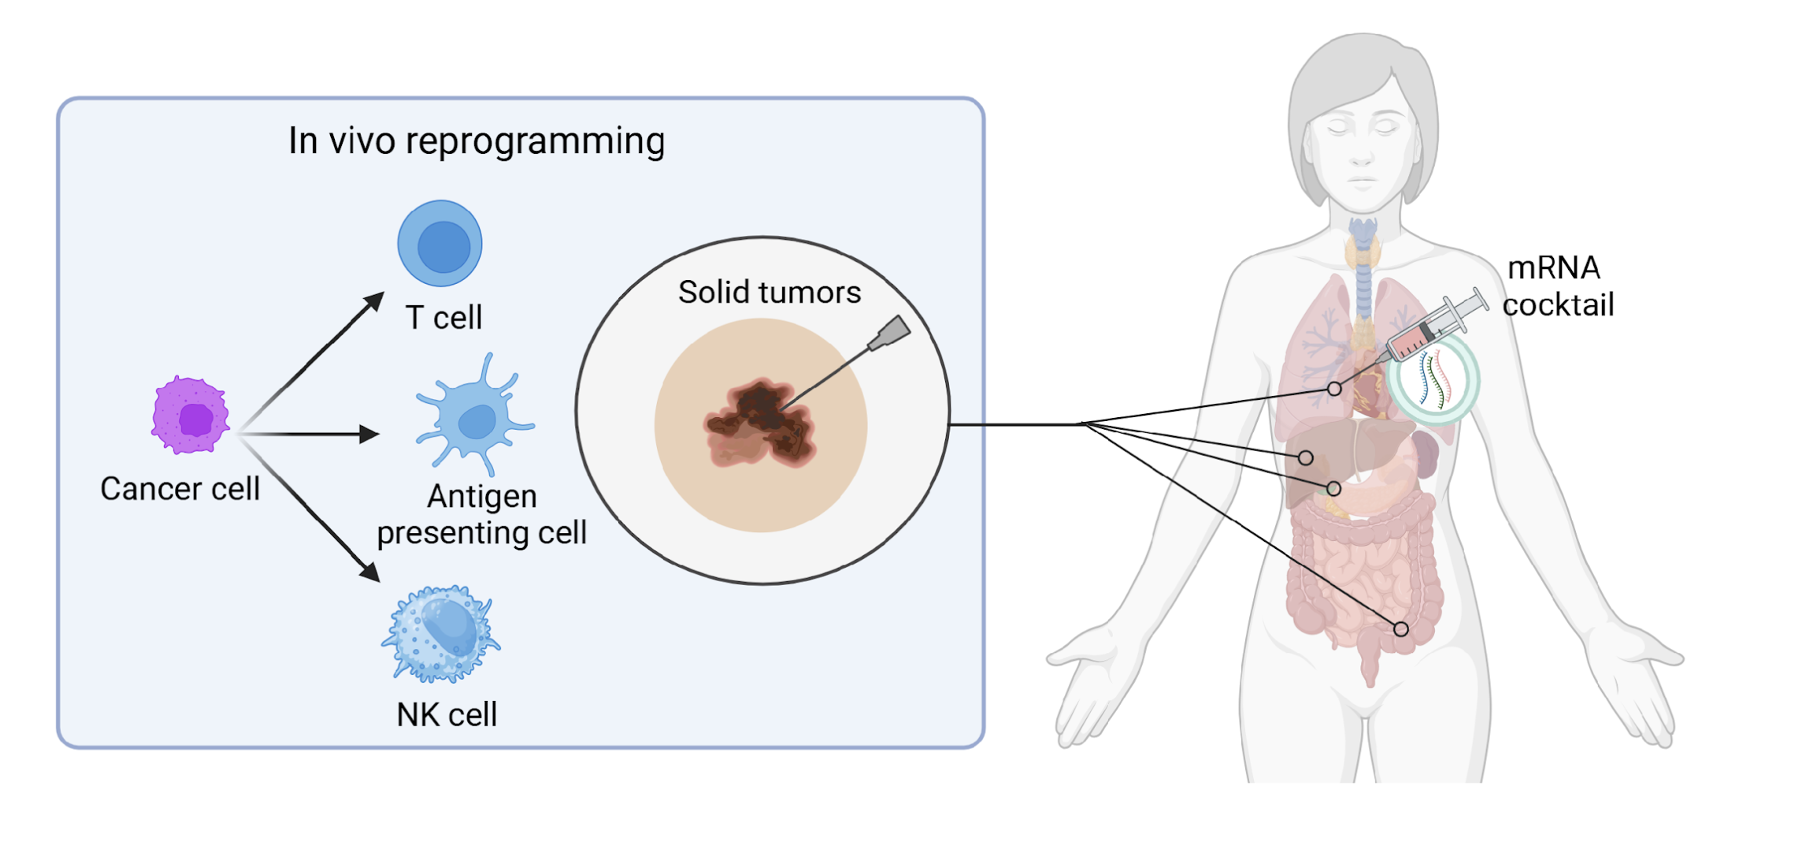 In vivo reprogramming
T cell
Cancer cell
Antigen
presenting cell
NK cell
Solid tumors
mRNA
cocktail